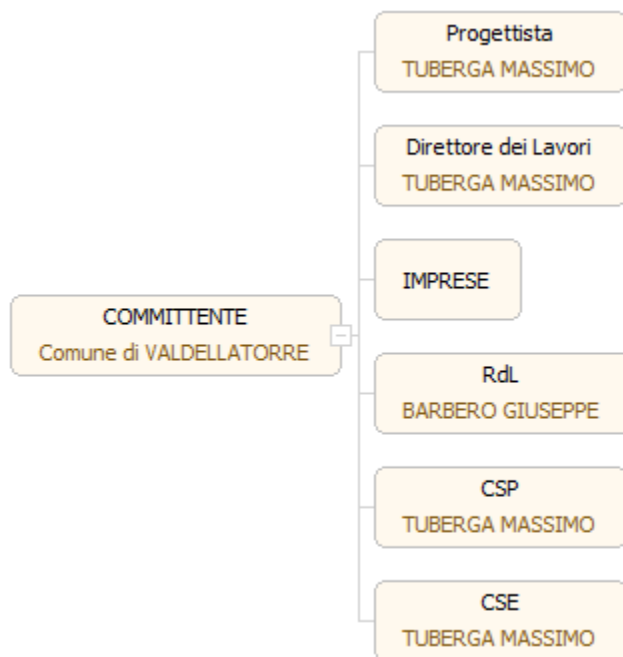 Progettista
TUBERGA MASSIMO
Direttore dei Lavori
TUBERGA MASSIMO
IMPRESE
COMMITTENTE
Comune di VALDELLATORRE
RdL
BARBERO GIUSEPPE
CSP
TUBERGA MASSIMO
CSE
TUBERGA MASSIMO